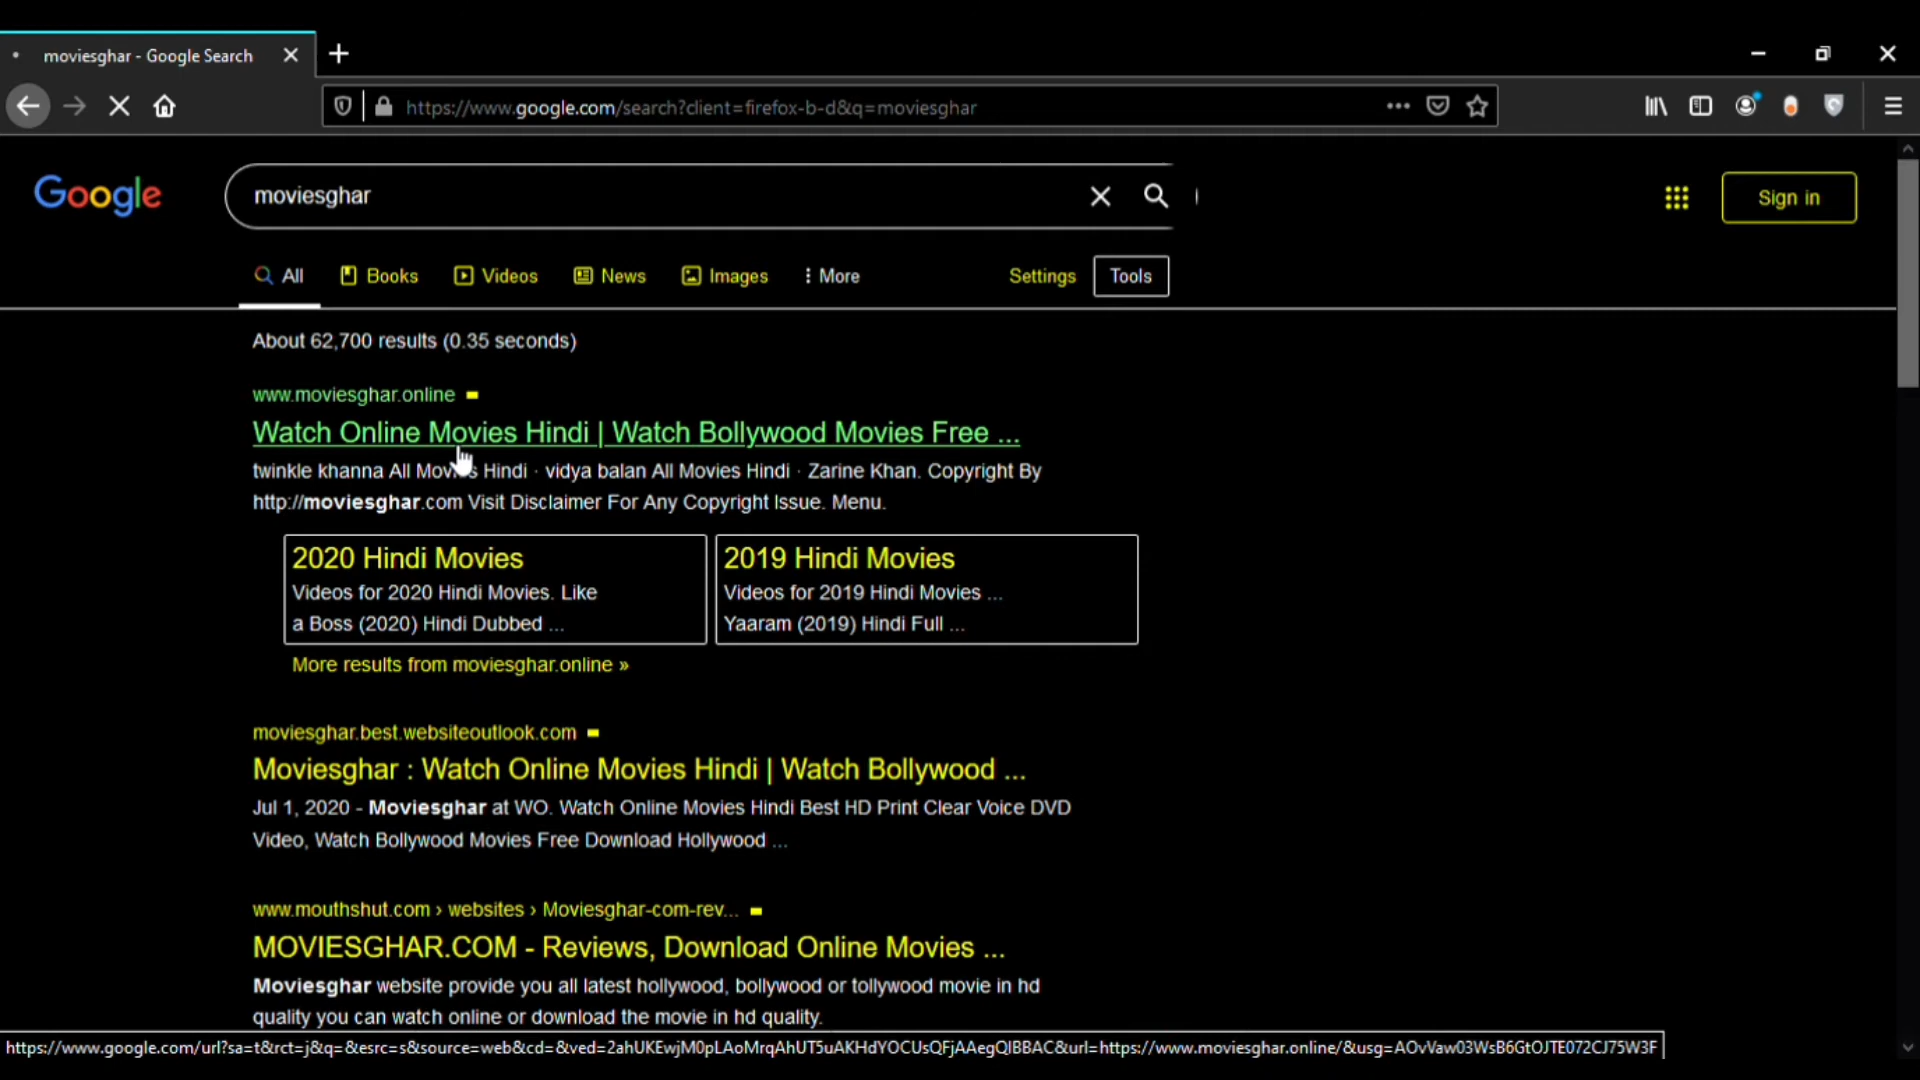 moviesghar - Google Search
https://www.google.com/search?client=firefox-b-d&q=moviesghar
Google
moviesghar
Sign in
All Books Videos News Images More Settings Tools
About 62,700 results (0.35 seconds)
www.moviesghar.online
Watch Online Movies Hindi | Watch Bollywood Movies Free ...
twinkle khanna All Movies Hindi · vidya balan All Movies Hindi · Zarine Khan. Copyright By
http://moviesghar.com Visit Disclaimer For Any Copyright Issue. Menu.
2020 Hindi Movies
Videos for 2020 Hindi Movies. Like
a Boss (2020) Hindi Dubbed ...
2019 Hindi Movies
Videos for 2019 Hindi Movies ...
Yaaram (2019) Hindi Full ...
More results from moviesghar.online »
moviesghar.best.websiteoutlook.com
Moviesghar : Watch Online Movies Hindi | Watch Bollywood ...
Jul 1, 2020 - Moviesghar at WO. Watch Online Movies Hindi Best HD Print Clear Voice DVD
Video, Watch Bollywood Movies Free Download Hollywood ...
www.mouthshut.com › websites › Moviesghar-com-rev...
MOVIESGHAR.COM - Reviews, Download Online Movies ...
Moviesghar website provide you all latest hollywood, bollywood or tollywood movie in hd
quality you can watch online or download the movie in hd quality.
https://www.google.com/url?sa=t&rct=j&q=&esrc=s&source=web&cd=&ved=2ahUKEwjM0pLAoMrqAhUT5uAKHdYOCUsQFjAAegQIBBAC&url=https://www.moviesghar.online/&usg=AOvVaw03WsB6GtOJTE072CJ75W3F